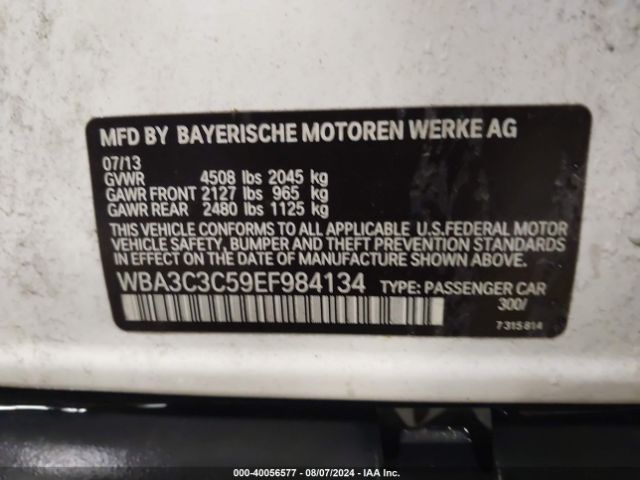 MFD BY BAYERISCHE MOTOREN WERKE AG
07/13
GVWR 4508 lbs 2045 kg
GAWR FRONT 2127 lbs 965 kg
GAWR REAR 2480 lbs 1125 kg
THIS VEHICLE CONFORMS TO ALL APPLICABLE U.S.FEDERAL MOTOR
VEHICLE SAFETY, BUMPER AND THEFT PREVENTION STANDARDS
IN EFFECT ON THE DATE OF MANUFACTURE SHOWN ABOVE.
WBA3C3C59EF984134 TYPE: PASSENGER CAR
300/
7315814
000-40056577 - 08/07/2024 - IAA Inc.